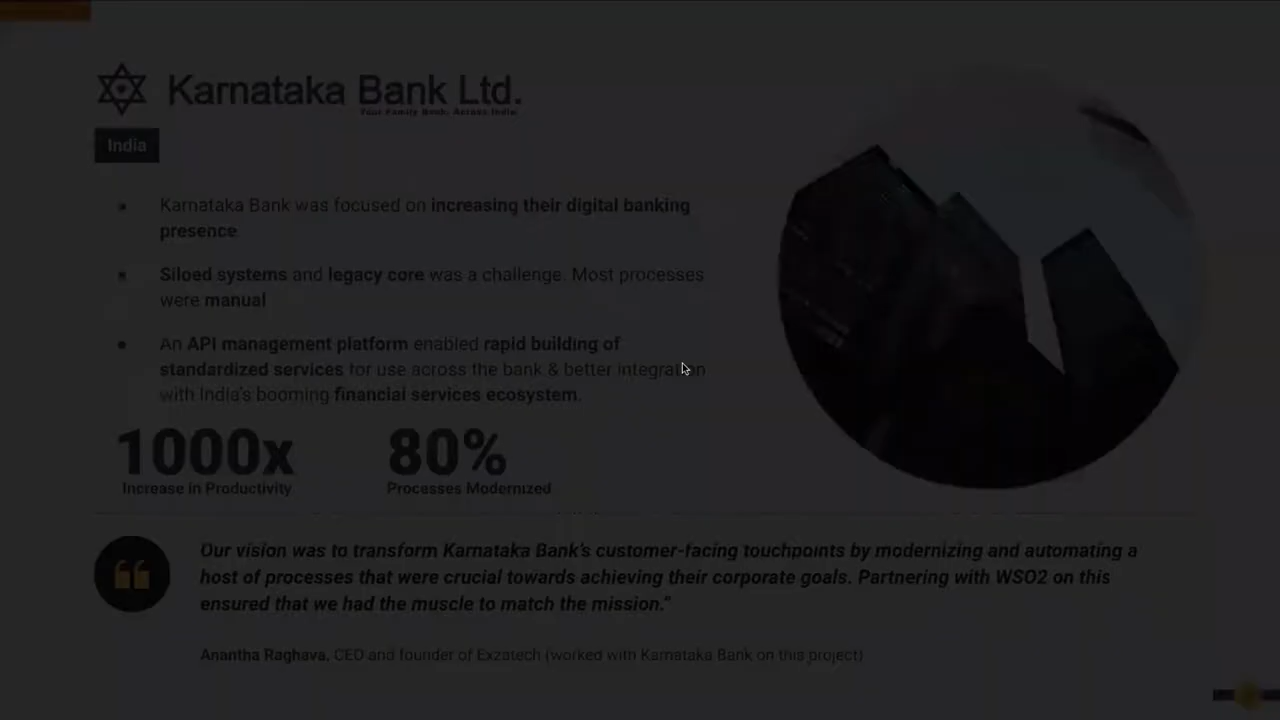 Karnataka Bank Ltd.
Your Family Bank. Across India.
India
Karnataka Bank was focused on increasing their digital banking
presence
Siloed systems and legacy core was a challenge. Most processes
were manual
An API management platform enabled rapid building of
standardized services for use across the bank & better integration
with India's booming financial services ecosystem.
1000x
80%
Increase in Productivity
Processes Modernized
Our vision was to transform Karnataka Bank's customer-facing touchpoints by modernizing and automating a
host of processes that were crucial towards achieving their corporate goals. Partnering with WSO2 on this
ensured that we had the muscle to match the mission."
Anantha Raghava, CEO and founder of Exzatech (worked with Karnataka Bank on this project)